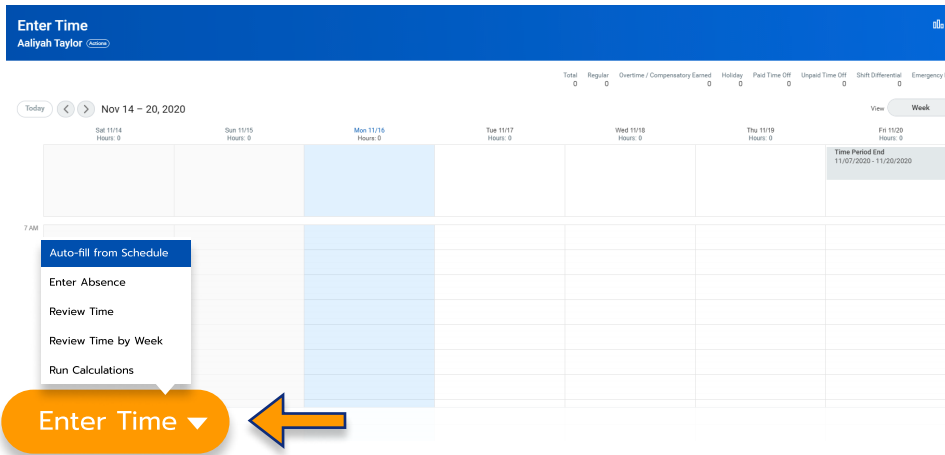 Enter Time
Aaliyah Taylor Actions
Total Regular Overtime / Compensatory Earned Holiday Paid Time Off Unpaid Time Off Shift Differential Emergency
0 0 0 0 0 0 0
Today Nov 14 – 20, 2020 View Week
Sat 11/14 Sun 11/15 Mon 11/16 Tue 11/17 Wed 11/18 Thu 11/19 Fri 11/20
Hours: 0 Hours: 0 Hours: 0 Hours: 0 Hours: 0 Hours: 0 Hours: 0
Time Period End
11/07/2020 - 11/20/2020
7 AM
Auto-fill from Schedule
Enter Absence
Review Time
Review Time by Week
Run Calculations
Enter Time